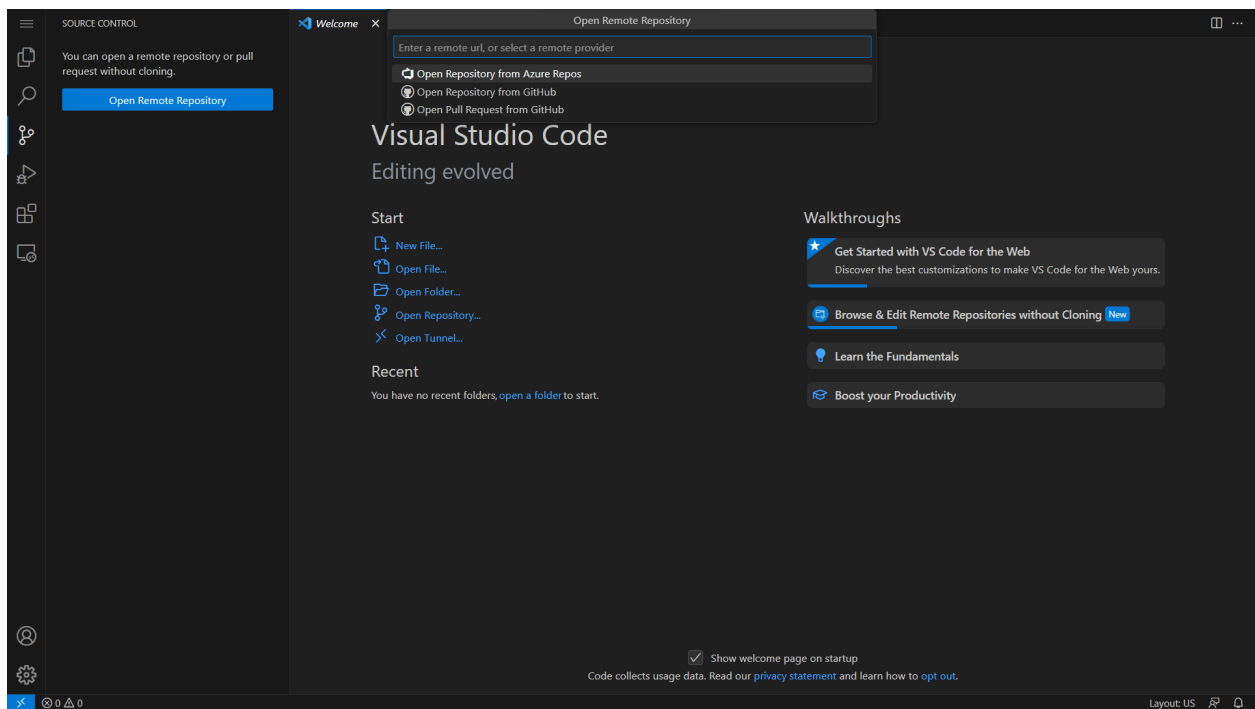 SOURCE CONTROL
You can open a remote repository or pull
request without cloning.
Open Remote Repository
Welcome
Open Remote Repository
Enter a remote url, or select a remote provider
Open Repository from Azure Repos
Open Repository from GitHub
Open Pull Request from GitHub
Visual Studio Code
Editing evolved
Start
New File...
Open File...
Open Folder...
Open Repository...
Open Tunnel...
Recent
You have no recent folders, open a folder to start.
Walkthroughs
Get Started with VS Code for the Web
Discover the best customizations to make VS Code for the Web yours.
Browse & Edit Remote Repositories without Cloning New
Learn the Fundamentals
Boost your Productivity
Show welcome page on startup
Code collects usage data. Read our privacy statement and learn how to opt out.
0 0
Layout: US